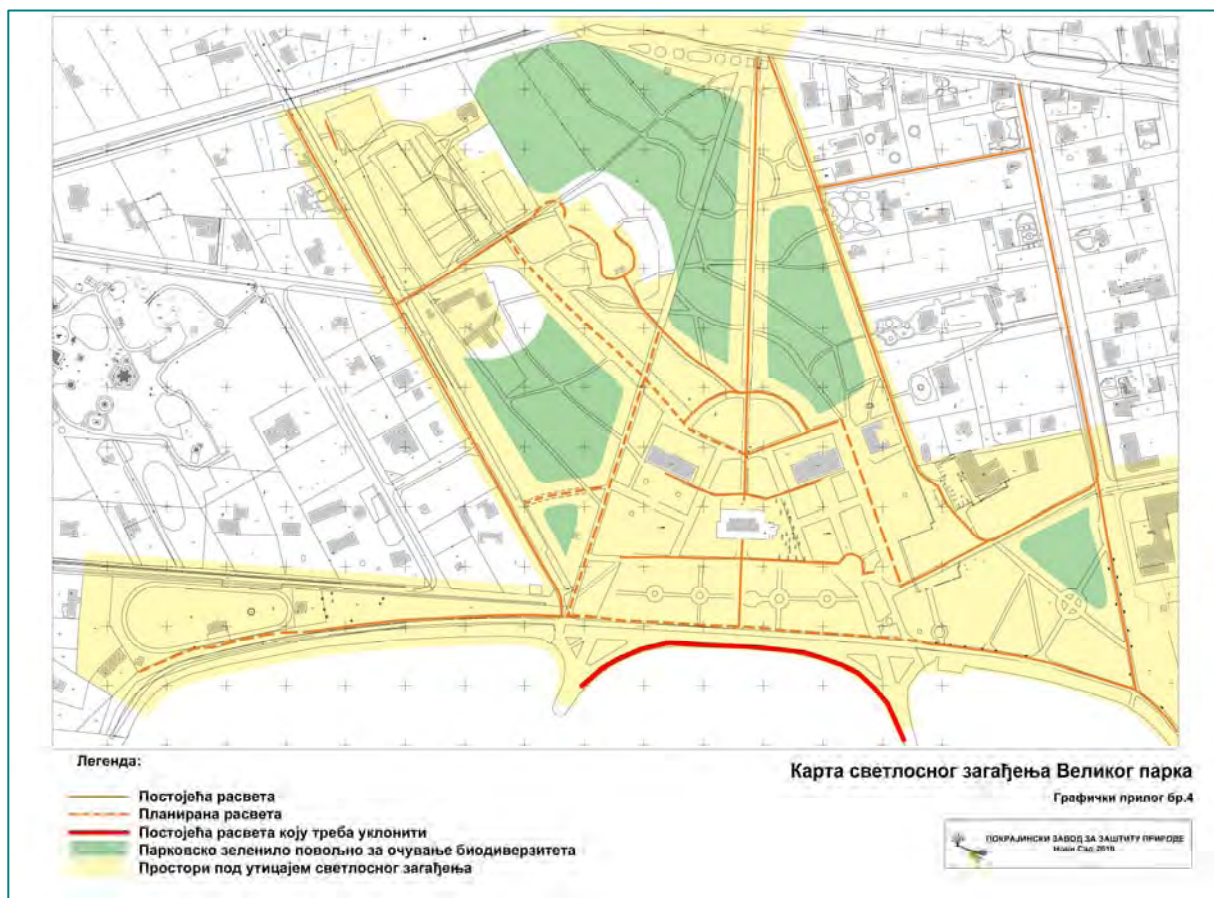 Легенда:
Постојећа расвета
Планирана расвета
Постојећа расвета коју треба уклонити
Парковско зеленило повољно за очување биодиверзитета
Простори под утицајем светлосног загађења
Карта светлосног загађења Великог парка
Графички прилог бр.4
ПОКРАЈИНСКИ ЗАВОД ЗА ЗАШТИТУ ПРИРОДЕ
Нови Сад